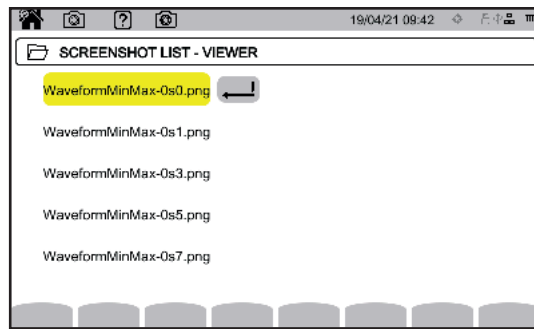 19/04/21 09:42
SCREENSHOT LIST - VIEWER
WaveformMinMax-0s0.png
WaveformMinMax-0s1.png
WaveformMinMax-0s3.png
WaveformMinMax-0s5.png
WaveformMinMax-0s7.png